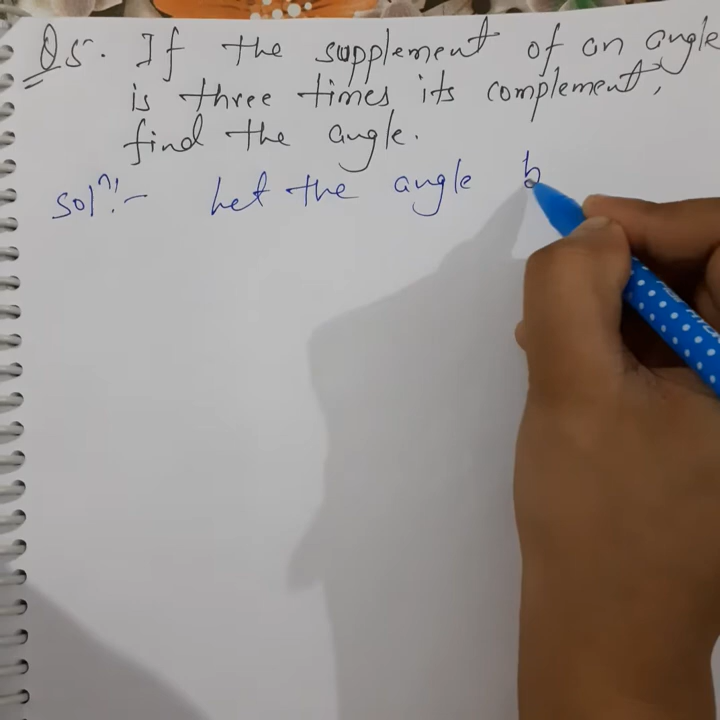 Q5. If the supplement of an angle
is three times its complement,
find the angle.
Solⁿ:- Let the angle b